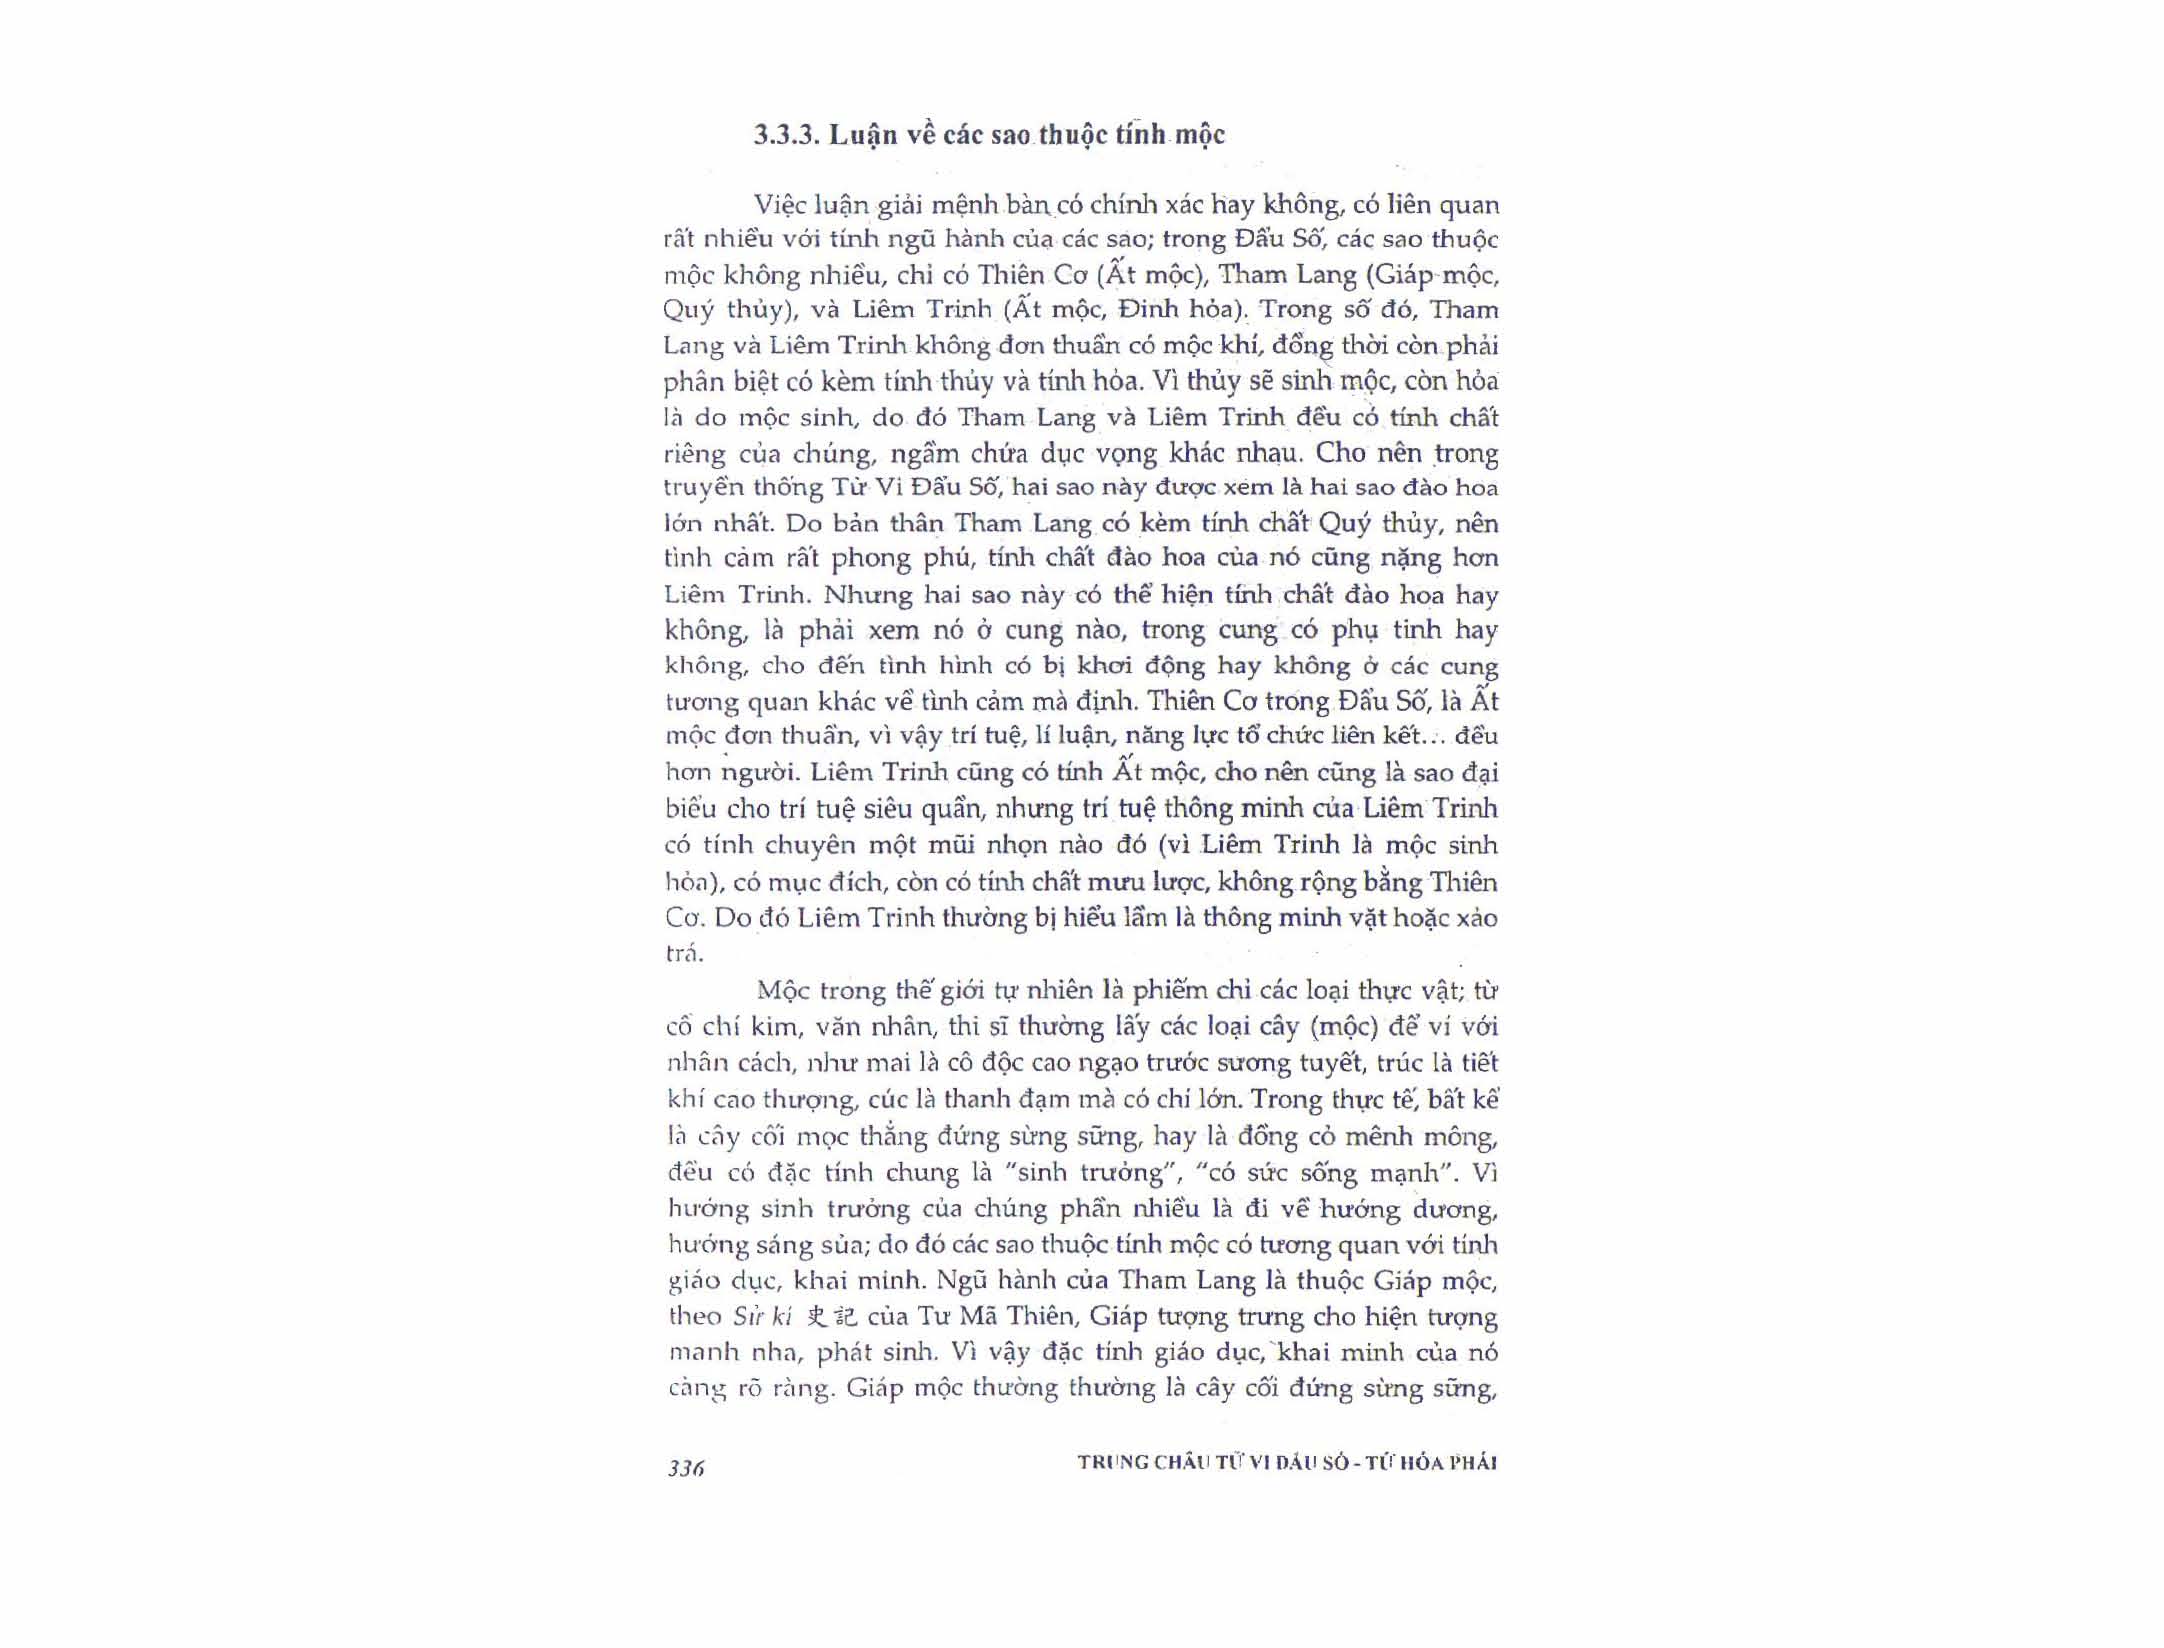 3.3.3. Luận về các sao thuộc tính mộc
Việc luận giải mệnh bàn có chính xác hay không, có liên quan
rất nhiều với tính ngũ hành của các sao; trong Đẩu Số, các sao thuộc
mộc không nhiều, chỉ có Thiên Cơ (Ất mộc), Tham Lang (Giáp mộc,
Quý thủy), và Liêm Trinh (Ất mộc, Đinh hỏa). Trong số đó, Tham
Lang và Liêm Trinh không đơn thuần có mộc khí, đồng thời còn phải
phân biệt có kèm tính thủy và tính hỏa. Vì thủy sẽ sinh mộc, còn hỏa
là do mộc sinh, do đó Tham Lang và Liêm Trinh đều có tính chất
riêng của chúng, ngầm chứa dục vọng khác nhau. Cho nên trong
truyền thống Tử Vi Đẩu Số, hai sao này được xem là hai sao đào hoa
lớn nhất. Do bản thân Tham Lang có kèm tính chất Quý thủy, nên
tình cảm rất phong phú, tính chất đào hoa của nó cũng nặng hơn
Liêm Trinh. Nhưng hai sao này có thể hiện tính chất đào hoa hay
không, là phải xem nó ở cung nào, trong cung có phụ tinh hay
không, cho đến tình hình có bị khơi động hay không ở các cung
tương quan khác về tình cảm mà định. Thiên Cơ trong Đẩu Số, là Ất
mộc đơn thuần, vì vậy trí tuệ, lí luận, năng lực tổ chức liên kết... đều
hơn người. Liêm Trinh cũng có tính Ất mộc, cho nên cũng là sao đại
biểu cho trí tuệ siêu quần, nhưng trí tuệ thông minh của Liêm Trinh
có tính chuyên một mũi nhọn nào đó (vì Liêm Trinh là mộc sinh
hỏa), có mục đích, còn có tính chất mưu lược, không rộng bằng Thiên
Cơ. Do đó Liêm Trinh thường bị hiểu lầm là thông minh vặt hoặc xảo
trá.
Mộc trong thế giới tự nhiên là phiếm chỉ các loại thực vật; từ
cổ chí kim, văn nhân, thi sĩ thường lấy các loại cây (mộc) để ví với
nhân cách, như mai là cô độc cao ngạo trước sương tuyết, trúc là tiết
khí cao thượng, cúc là thanh đạm mà có chí lớn. Trong thực tế, bất kể
là cây cối mọc thẳng đứng sừng sững, hay là đồng cỏ mênh mông,
đều có đặc tính chung là "sinh trưởng", "có sức sống mạnh". Vì
hướng sinh trưởng của chúng phần nhiều là đi về hướng dương,
hướng sáng sủa; do đó các sao thuộc tính mộc có tương quan với tính
giáo dục, khai minh. Ngũ hành của Tham Lang là thuộc Giáp mộc,
theo Sử kí 史記 của Tư Mã Thiên, Giáp tượng trưng cho hiện tượng
manh nha, phát sinh. Vì vậy đặc tính giáo dục, khai minh của nó
càng rõ ràng. Giáp mộc thường thường là cây cối đứng sừng sững,
336
TRUNG CHÂU TỬ VI ĐẨU SỐ - TỨ HÓA PHÁI